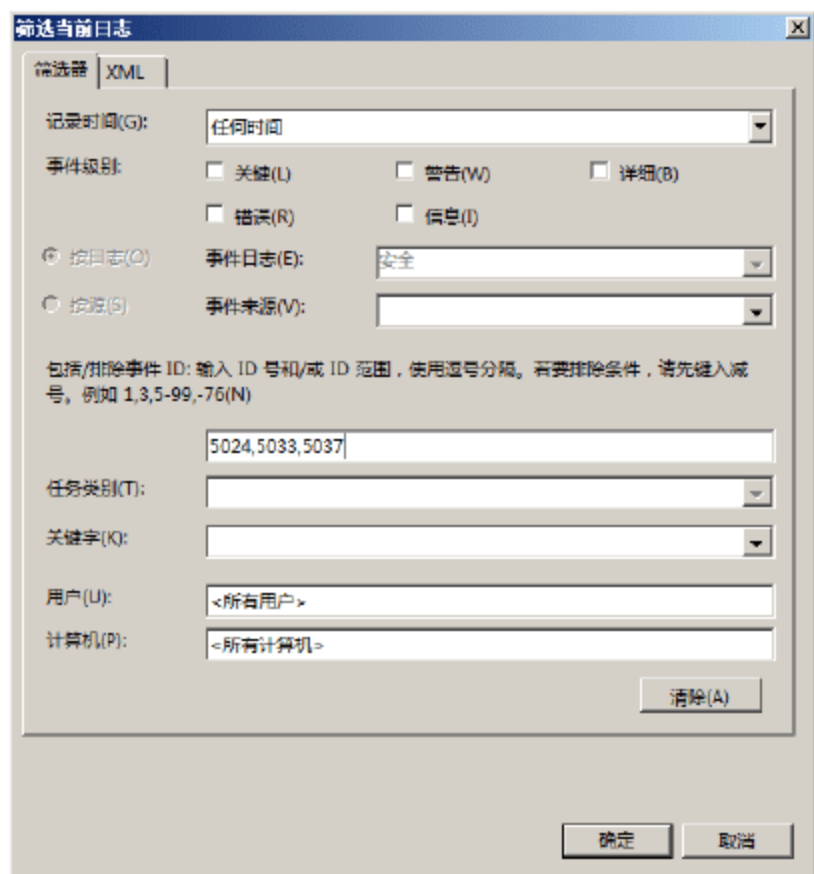 筛选当前日志
筛选器 XML
记录时间(G): 任何时间
事件级别: 关键(L) 警告(W) 详细(B)
错误(R) 信息(I)
按日志(O) 事件日志(E): 安全
按源(S) 事件来源(V):
包括/排除事件 ID: 输入 ID 号和/或 ID 范围，使用逗号分隔。若要排除条件，请先键入减
号。例如 1,3,5-99,-76(N)
5024,5033,5037
任务类别(T):
关键字(K):
用户(U): <所有用户>
计算机(P): <所有计算机>
清除(A)
确定 取消